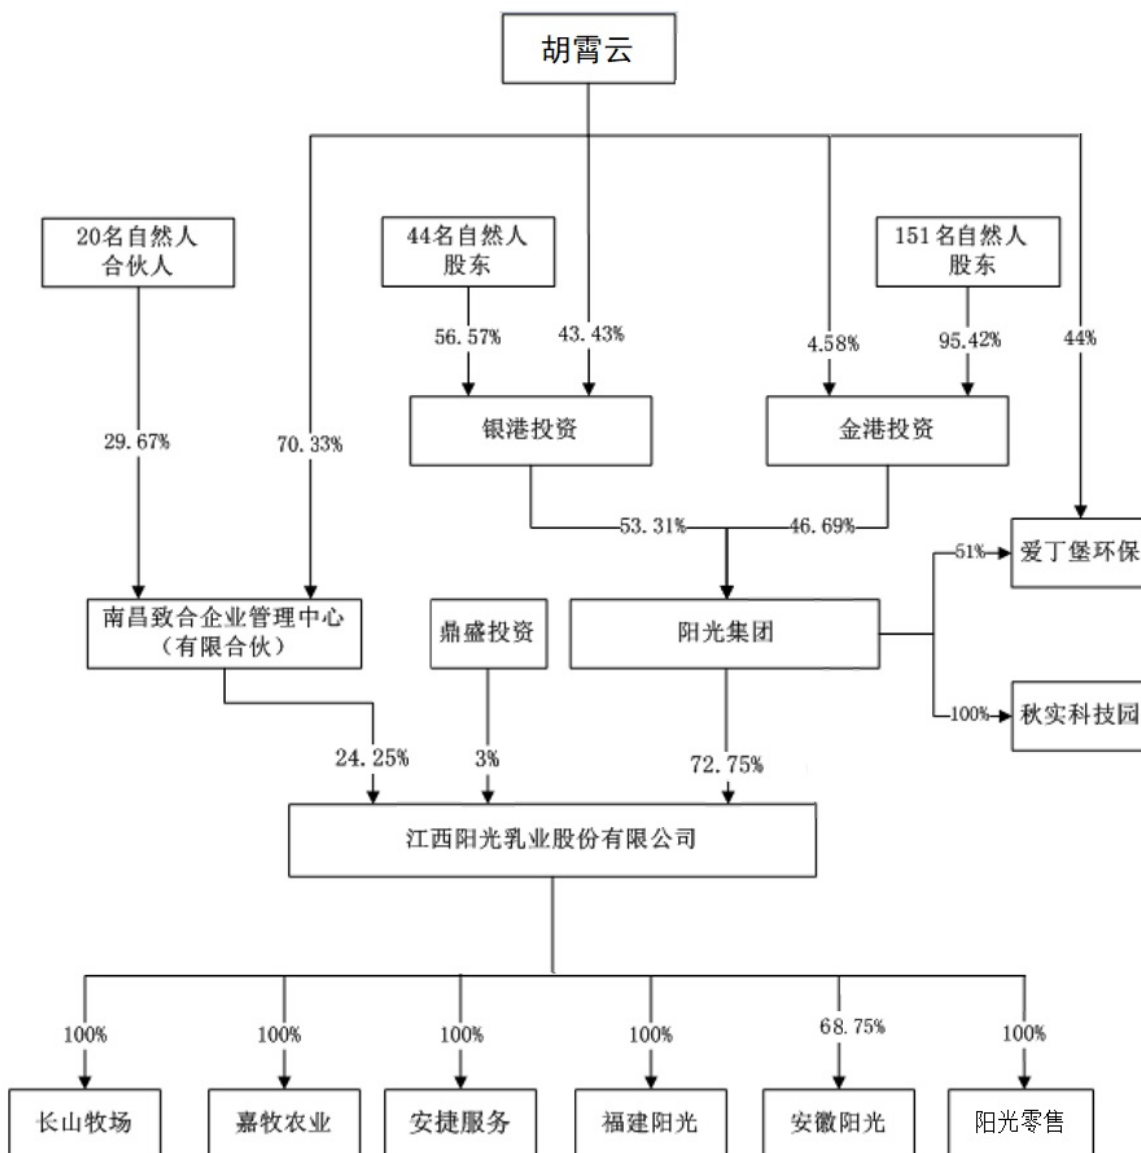 胡霄云
20名自然人
合伙人
44名自然人
股东
151名自然人
股东
56.57%
43.43%
4.58%
95.42%
44%
银港投资
金港投资
29.67%
70.33%
53.31%
46.69%
爱丁堡环保
51%
南昌致合企业管理中心
（有限合伙）
鼎盛投资
阳光集团
100%
秋实科技园
24.25%
3%
72.75%
江西阳光乳业股份有限公司
100%
100%
100%
100%
68.75%
100%
长山牧场
嘉牧农业
安捷服务
福建阳光
安徽阳光
阳光零售